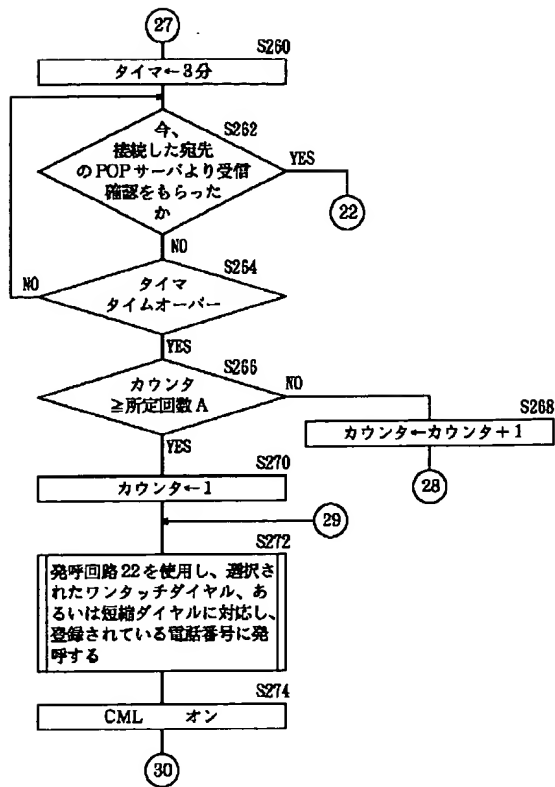 27
S260
タイマ←3分
S262
今、
接続した宛先
のPOPサーバより受信
確認をもらった
か
YES
22
NO
S264
NO
タイマ
タイムオーバー
YES
S266
カウンタ
≧所定回数A
NO
S268
カウンタ←カウンタ+1
YES
28
S270
カウンタ←1
29
S272
発呼回路22を使用し、選択さ
れたワンタッチダイヤル、あ
るいは短縮ダイヤルに対応し、
登録されている電話番号に発
呼する
S274
CML オン
30